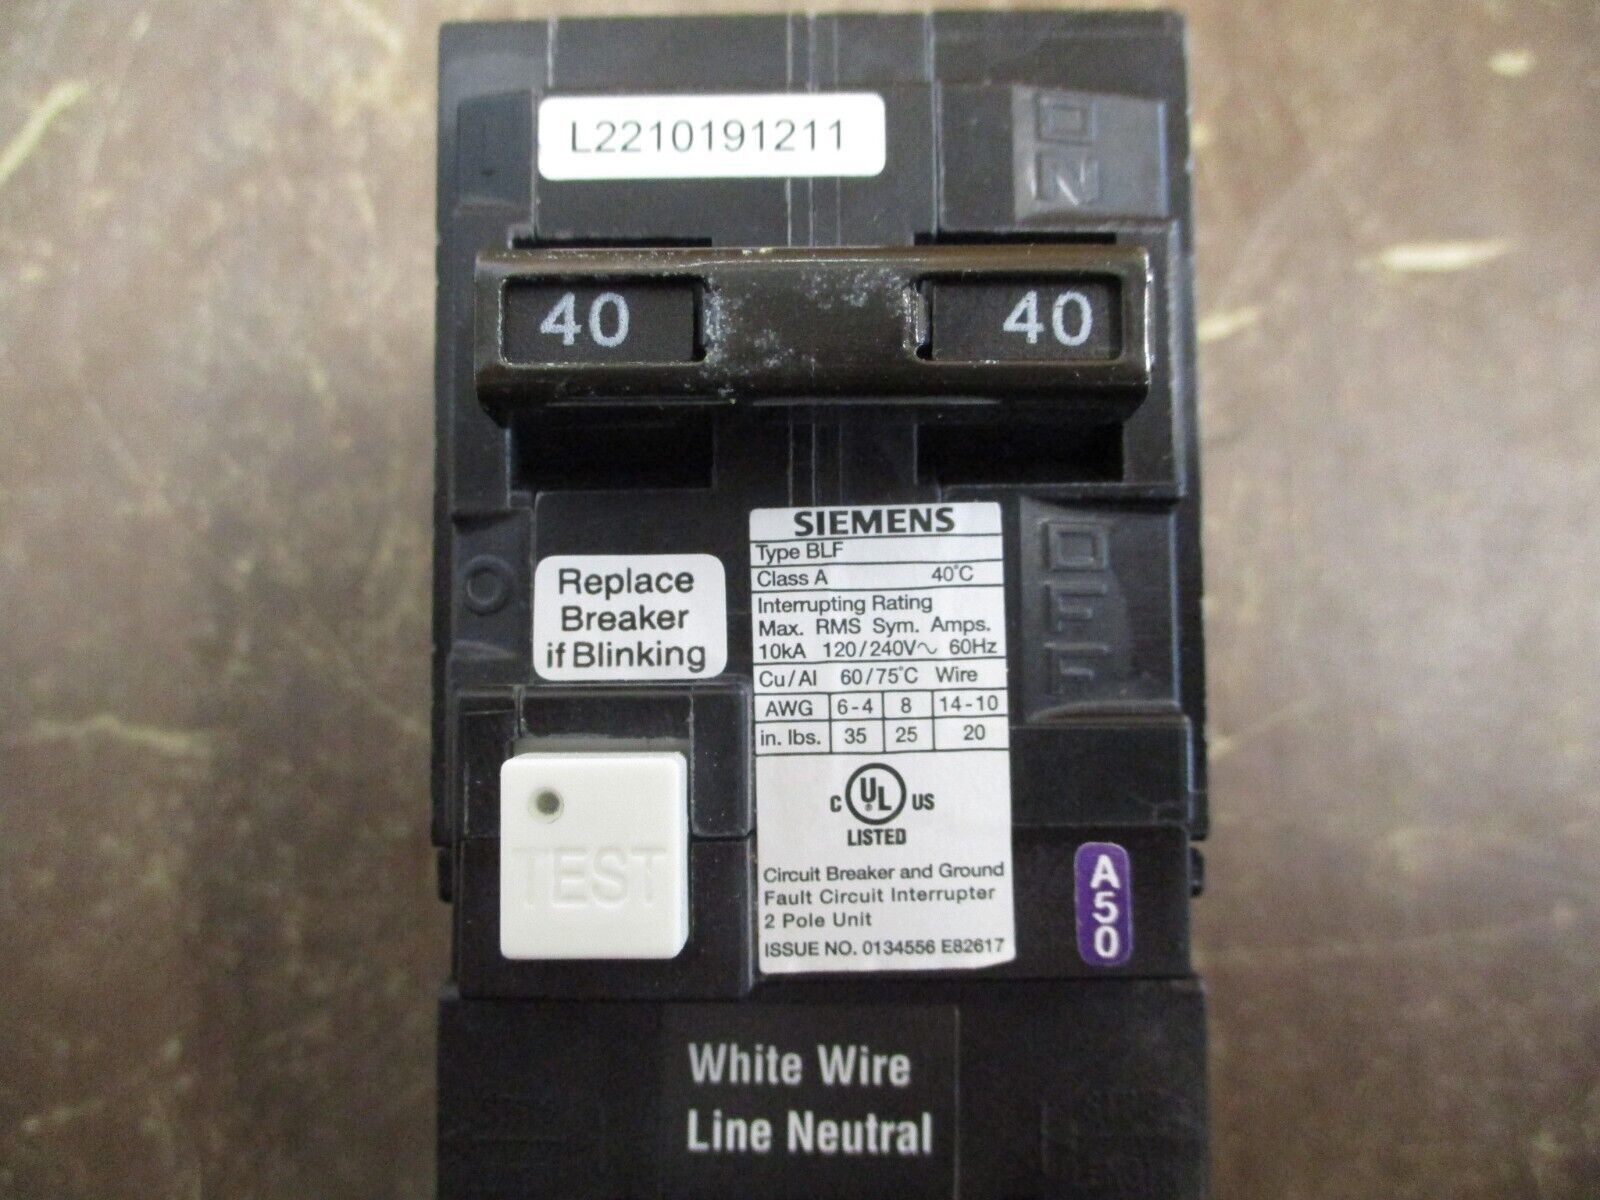 L2210191211
ON
40 40
OFF
O
Replace
Breaker
if Blinking
SIEMENS
Type BLF
Class A 40°C
Interrupting Rating
Max. RMS Sym. Amps.
10kA 120/240V~ 60Hz
Cu/Al 60/75°C Wire
AWG 6-4 8 14-10
in. lbs. 35 25 20
C UL ® US
LISTED
Circuit Breaker and Ground
Fault Circuit Interrupter
2 Pole Unit
ISSUE NO. 0134556 E82617
TEST
A50
White Wire
Line Neutral